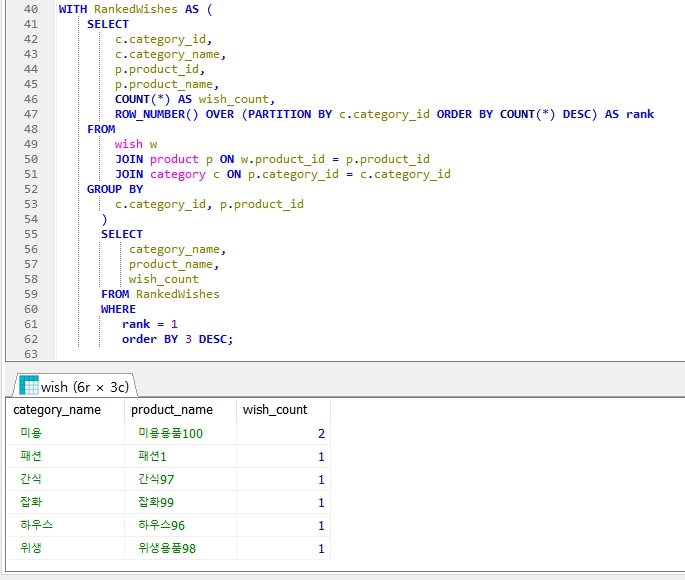 40 WITH RankedWishes AS (
41 SELECT
42 c.category_id,
43 c.category_name,
44 p.product_id,
45 p.product_name,
46 COUNT(*) AS wish_count,
47 ROW_NUMBER() OVER (PARTITION BY c.category_id ORDER BY COUNT(*) DESC) AS rank
48 FROM
49 wish w
50 JOIN product p ON w.product_id = p.product_id
51 JOIN category c ON p.category_id = c.category_id
52 GROUP BY
53 c.category_id, p.product_id
54 )
55 SELECT
56 category_name,
57 product_name,
58 wish_count
59 FROM RankedWishes
60 WHERE
61 rank = 1
62 order BY 3 DESC;
63
wish (6r × 3c)
category_name product_name wish_count
미용 미용용품100 2
패션 패션1 1
간식 간식97 1
잡화 잡화99 1
하우스 하우스96 1
위생 위생용품98 1